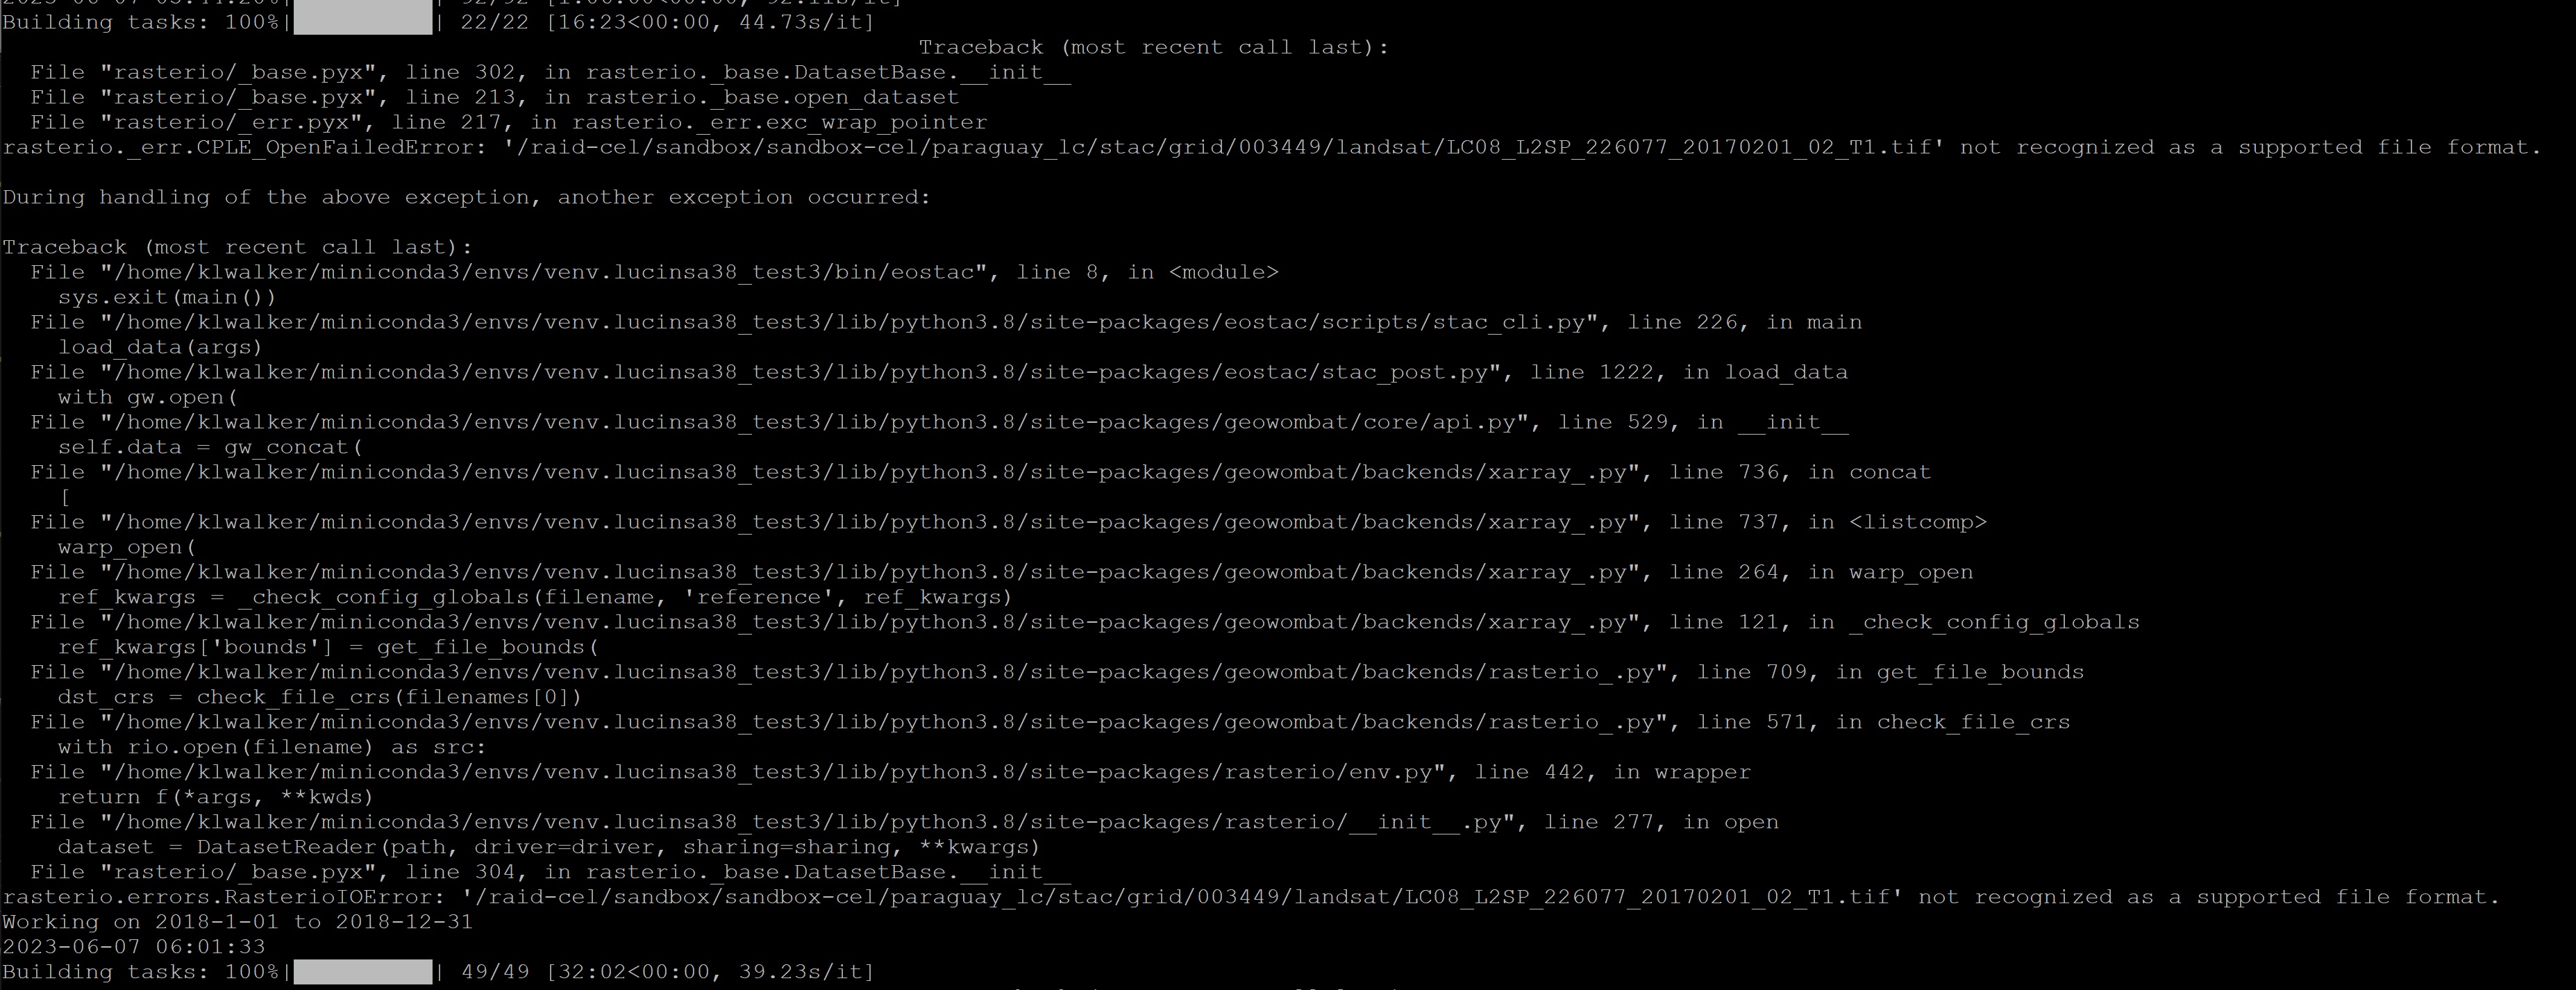 2023-06-07 03:44:20%| | 92/92 [1:00:00<00:00, 92.11s/it]
Building tasks: 100%| | 22/22 [16:23<00:00, 44.73s/it]
Traceback (most recent call last):
File "rasterio/_base.pyx", line 302, in rasterio._base.DatasetBase.__init__
File "rasterio/_base.pyx", line 213, in rasterio._base.open_dataset
File "rasterio/_err.pyx", line 217, in rasterio._err.exc_wrap_pointer
rasterio._err.CPLE_OpenFailedError: '/raid-cel/sandbox/sandbox-cel/paraguay_lc/stac/grid/003449/landsat/LC08_L2SP_226077_20170201_02_T1.tif' not recognized as a supported file format.
During handling of the above exception, another exception occurred:
Traceback (most recent call last):
File "/home/klwalker/miniconda3/envs/venv.lucinsa38_test3/bin/eostac", line 8, in <module>
sys.exit(main())
File "/home/klwalker/miniconda3/envs/venv.lucinsa38_test3/lib/python3.8/site-packages/eostac/scripts/stac_cli.py", line 226, in main
load_data(args)
File "/home/klwalker/miniconda3/envs/venv.lucinsa38_test3/lib/python3.8/site-packages/eostac/stac_post.py", line 1222, in load_data
with gw.open(
File "/home/klwalker/miniconda3/envs/venv.lucinsa38_test3/lib/python3.8/site-packages/geowombat/core/api.py", line 529, in __init__
self.data = gw_concat(
File "/home/klwalker/miniconda3/envs/venv.lucinsa38_test3/lib/python3.8/site-packages/geowombat/backends/xarray_.py", line 736, in concat
[
File "/home/klwalker/miniconda3/envs/venv.lucinsa38_test3/lib/python3.8/site-packages/geowombat/backends/xarray_.py", line 737, in <listcomp>
warp_open(
File "/home/klwalker/miniconda3/envs/venv.lucinsa38_test3/lib/python3.8/site-packages/geowombat/backends/xarray_.py", line 264, in warp_open
ref_kwargs = _check_config_globals(filename, 'reference', ref_kwargs)
File "/home/klwalker/miniconda3/envs/venv.lucinsa38_test3/lib/python3.8/site-packages/geowombat/backends/xarray_.py", line 121, in _check_config_globals
ref_kwargs['bounds'] = get_file_bounds(
File "/home/klwalker/miniconda3/envs/venv.lucinsa38_test3/lib/python3.8/site-packages/geowombat/backends/rasterio_.py", line 709, in get_file_bounds
dst_crs = check_file_crs(filenames[0])
File "/home/klwalker/miniconda3/envs/venv.lucinsa38_test3/lib/python3.8/site-packages/geowombat/backends/rasterio_.py", line 571, in check_file_crs
with rio.open(filename) as src:
File "/home/klwalker/miniconda3/envs/venv.lucinsa38_test3/lib/python3.8/site-packages/rasterio/env.py", line 442, in wrapper
return f(*args, **kwds)
File "/home/klwalker/miniconda3/envs/venv.lucinsa38_test3/lib/python3.8/site-packages/rasterio/__init__.py", line 277, in open
dataset = DatasetReader(path, driver=driver, sharing=sharing, **kwargs)
File "rasterio/_base.pyx", line 304, in rasterio._base.DatasetBase.__init__
rasterio.errors.RasterioIOError: '/raid-cel/sandbox/sandbox-cel/paraguay_lc/stac/grid/003449/landsat/LC08_L2SP_226077_20170201_02_T1.tif' not recognized as a supported file format.
Working on 2018-1-01 to 2018-12-31
2023-06-07 06:01:33
Building tasks: 100%| | 49/49 [32:02<00:00, 39.23s/it]